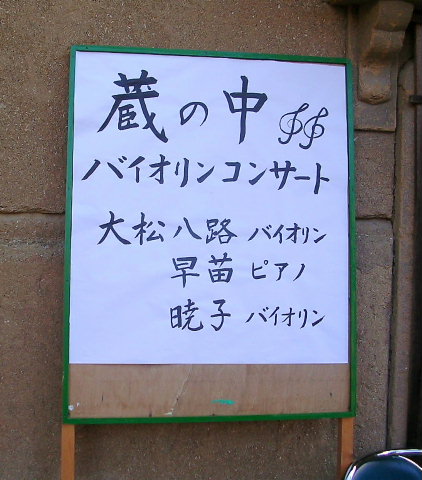 蔵の中
バイオリンコンサート
大松八路 バイオリン
早苗 ピアノ
暁子 バイオリン